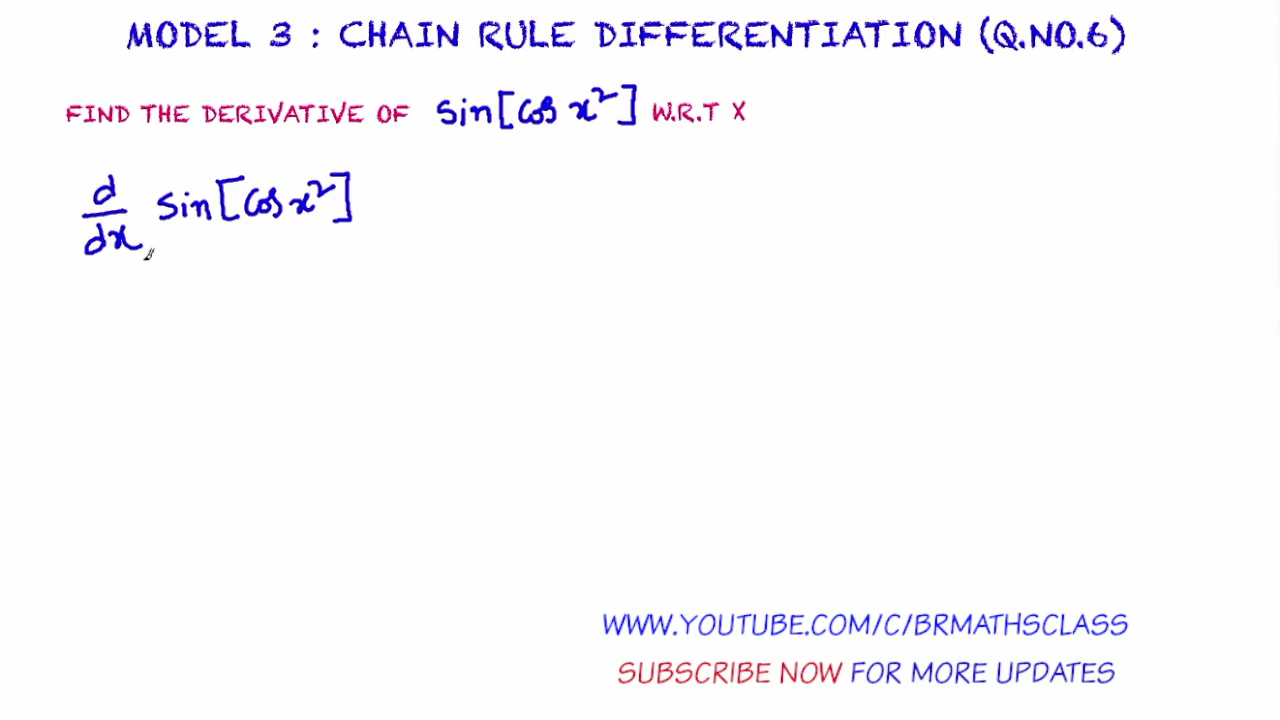 MODEL 3 : CHAIN RULE DIFFERENTIATION (Q.NO.6)
FIND THE DERIVATIVE OF sin[cos x²] W.R.T X
d/dx sin[cos x²]
WWW.YOUTUBE.COM/C/BRMATHSCLASS
SUBSCRIBE NOW FOR MORE UPDATES